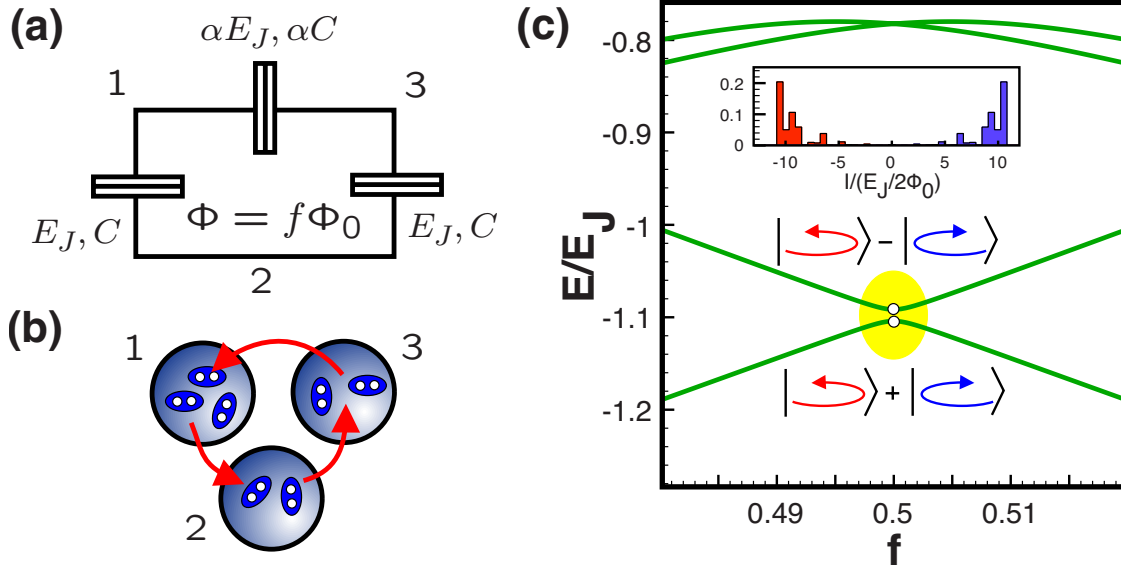 (a)
αE_J, αC
1
3
E_J, C
Φ = fΦ_0
E_J, C
2
(b)
1
3
2
(c)
E/E_J
-0.8
-0.9
-1
-1.1
-1.2
0.2
0.1
0
-10
-5
0
5
10
I/(E_J/2Φ_0)
| ⟩ − | ⟩
| ⟩ + | ⟩
0.49
0.5
0.51
f